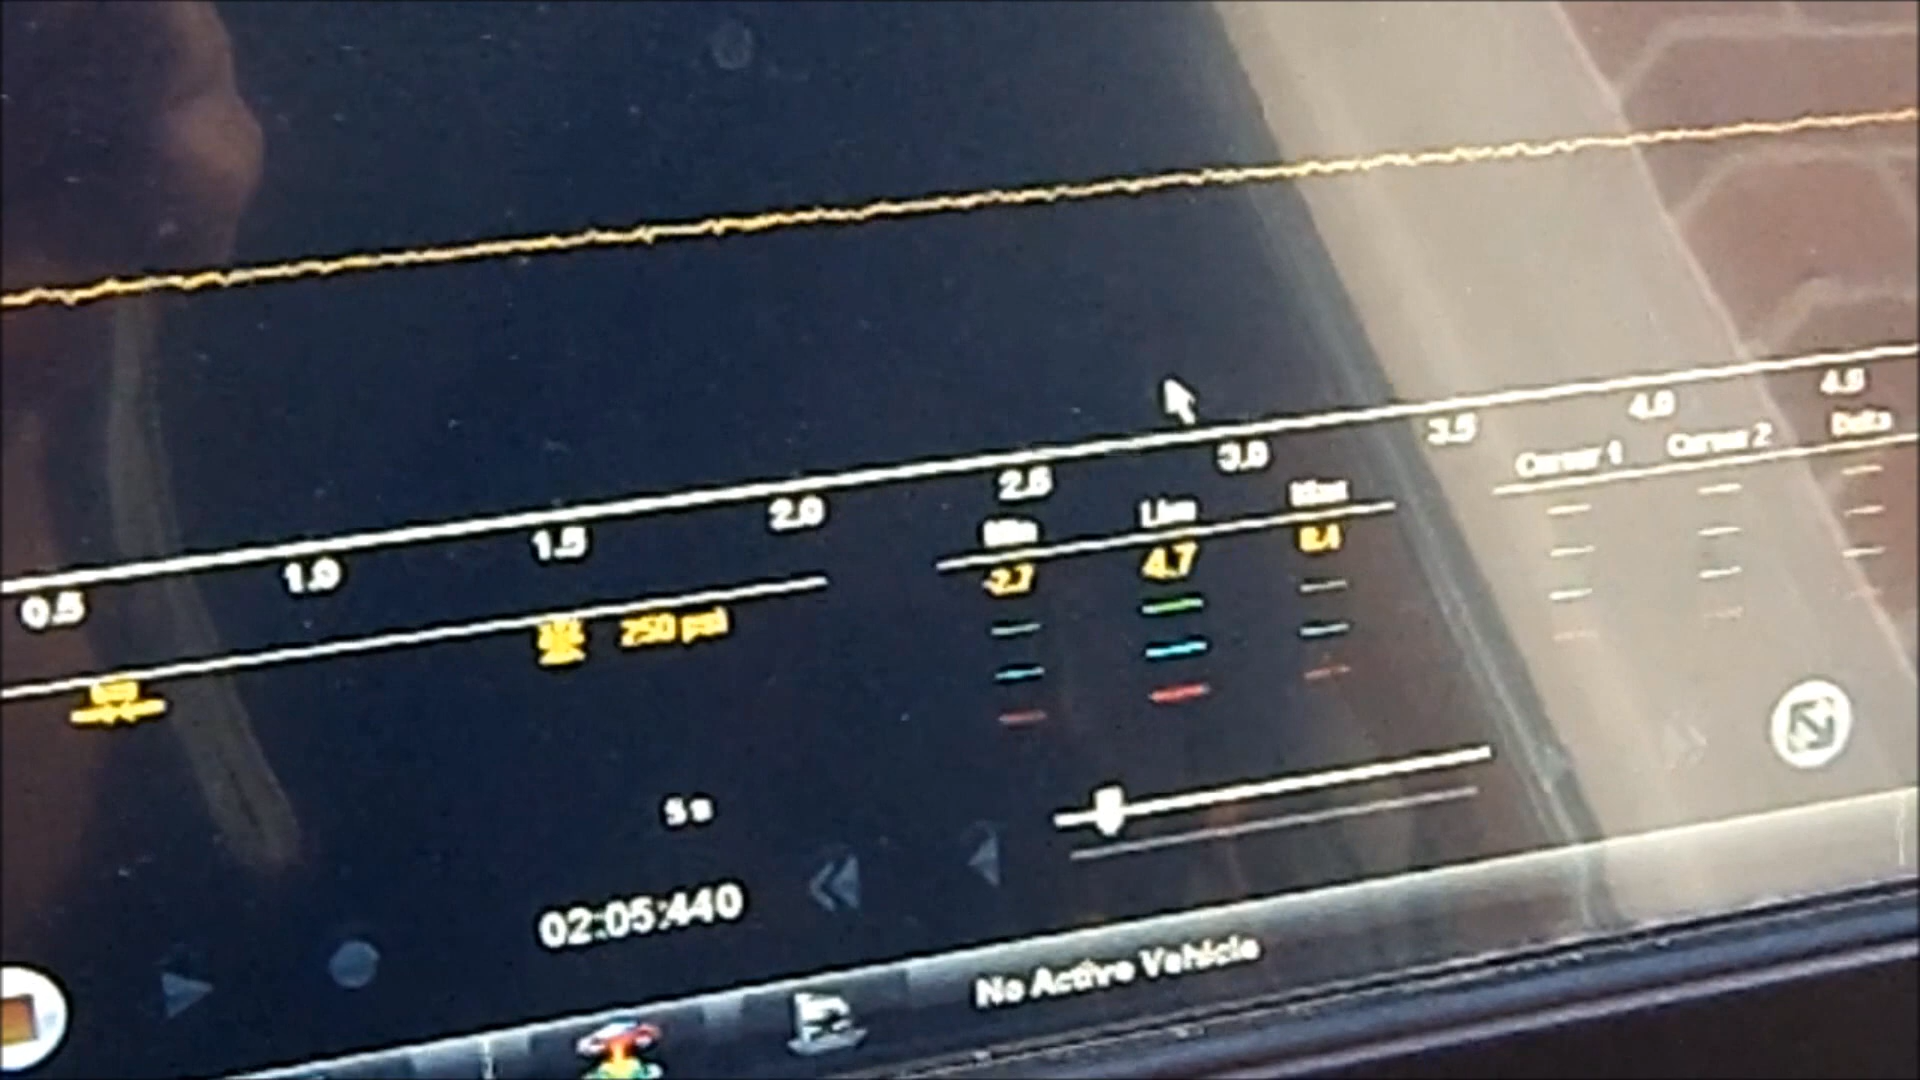 0.5 1.0 1.5 2.0 2.5 3.0 3.5 4.0 4.5
Min Live Max Cursor 1 Cursor 2 Delta
250 psi -2.7 4.7
5 s
02:05:440
No Active Vehicle